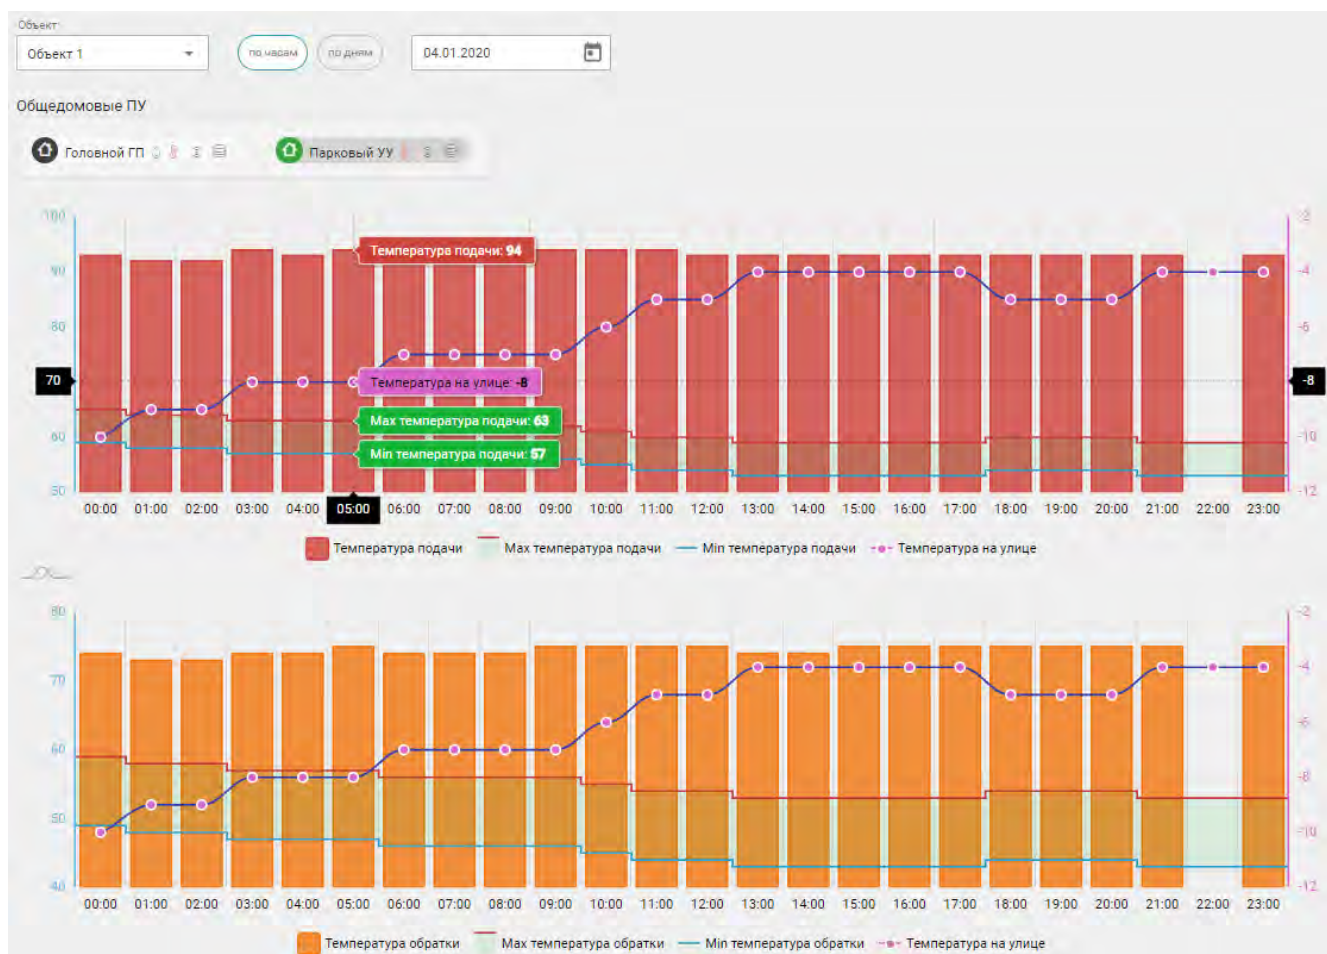 Объект
Объект 1 по часам по дням 04.01.2020
Общедомовые ПУ
Головной ГП Парковый УУ
100 -2
Температура подачи: 94
90 -4
80 -6
70 Температура на улице: -8 -8
Max температура подачи: 63
60 -10
Min температура подачи: 57
50 -12
00:00 01:00 02:00 03:00 04:00 05:00 06:00 07:00 08:00 09:00 10:00 11:00 12:00 13:00 14:00 15:00 16:00 17:00 18:00 19:00 20:00 21:00 22:00 23:00
Температура подачи Max температура подачи Min температура подачи Температура на улице
80 -2
70 -4
-6
60
-8
50 -10
40 -12
00:00 01:00 02:00 03:00 04:00 05:00 06:00 07:00 08:00 09:00 10:00 11:00 12:00 13:00 14:00 15:00 16:00 17:00 18:00 19:00 20:00 21:00 22:00 23:00
Температура обратки Max температура обратки Min температура обратки Температура на улице